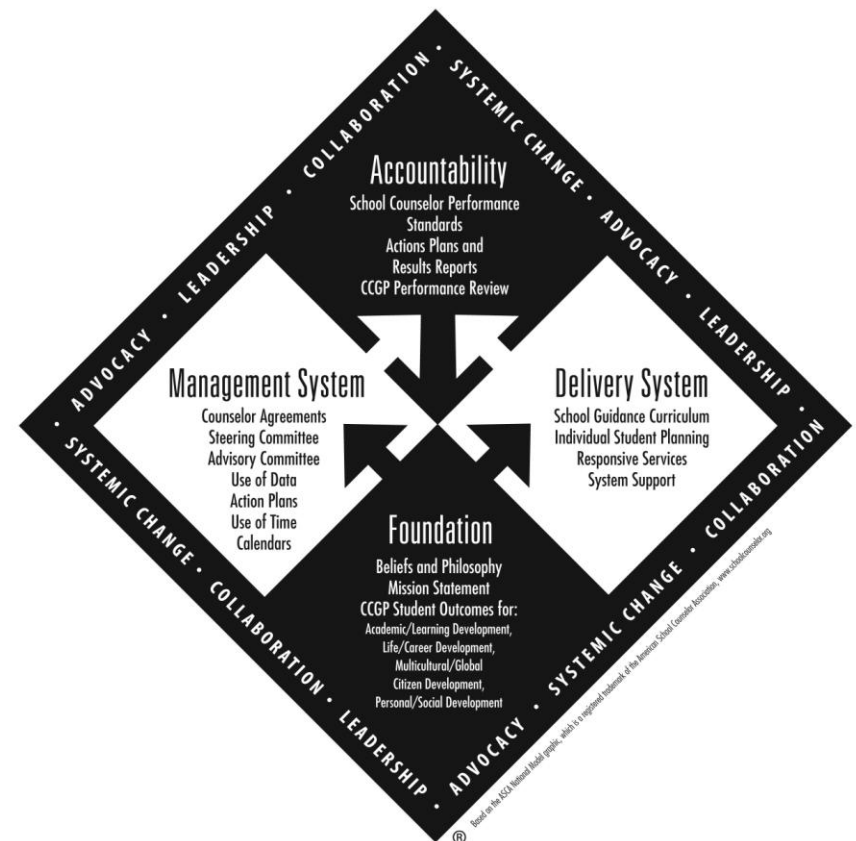 COLLABORATION • SYSTEMIC CHANGE • ADVOCACY • LEADERSHIP •
ADVOCACY • LEADERSHIP •
Accountability
School Counselor Performance
Standards
Actions Plans and
Results Reports
CCGP Performance Review
Management System
Counselor Agreements
Steering Committee
Advisory Committee
Use of Data
Action Plans
Use of Time
Calendars
Delivery System
School Guidance Curriculum
Individual Student Planning
Responsive Services
System Support
Foundation
Beliefs and Philosophy
Mission Statement
CCGP Student Outcomes for:
Academic/Learning Development,
Life/Career Development,
Multicultural/Global
Citizen Development,
Personal/Social Development
• SYSTEMIC CHANGE • COLLABORATION • LEADERSHIP •
ADVOCACY • SYSTEMIC CHANGE • COLLABORATION
® Based on the ASCA National Model graphic, which is a registered trademark of the American School Counselor Association, www.schoolcounselor.org